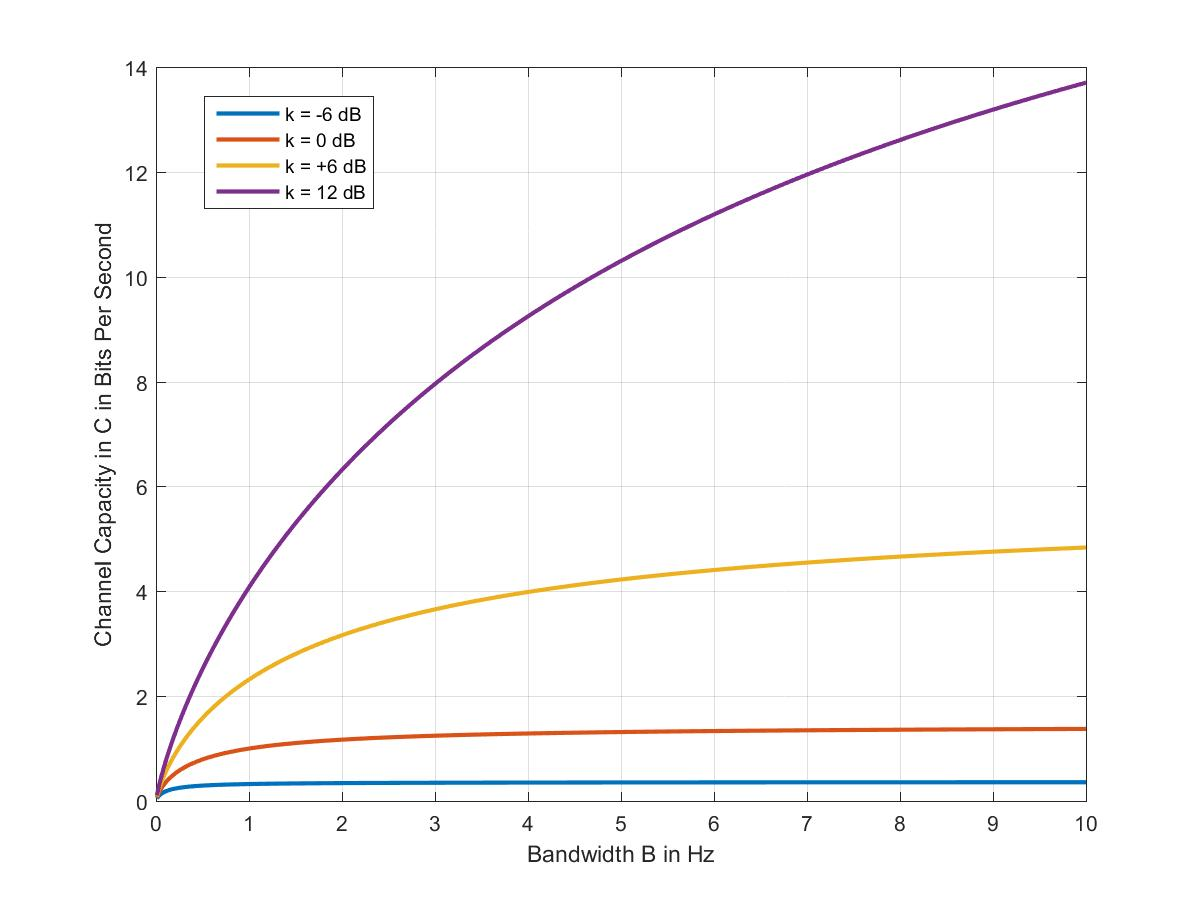 14
12
10
8
6
4
2
0
k = -6 dB
k = 0 dB
k = +6 dB
k = 12 dB
Channel Capacity in C in Bits Per Second
0 1 2 3 4 5 6 7 8 9 10
Bandwidth B in Hz